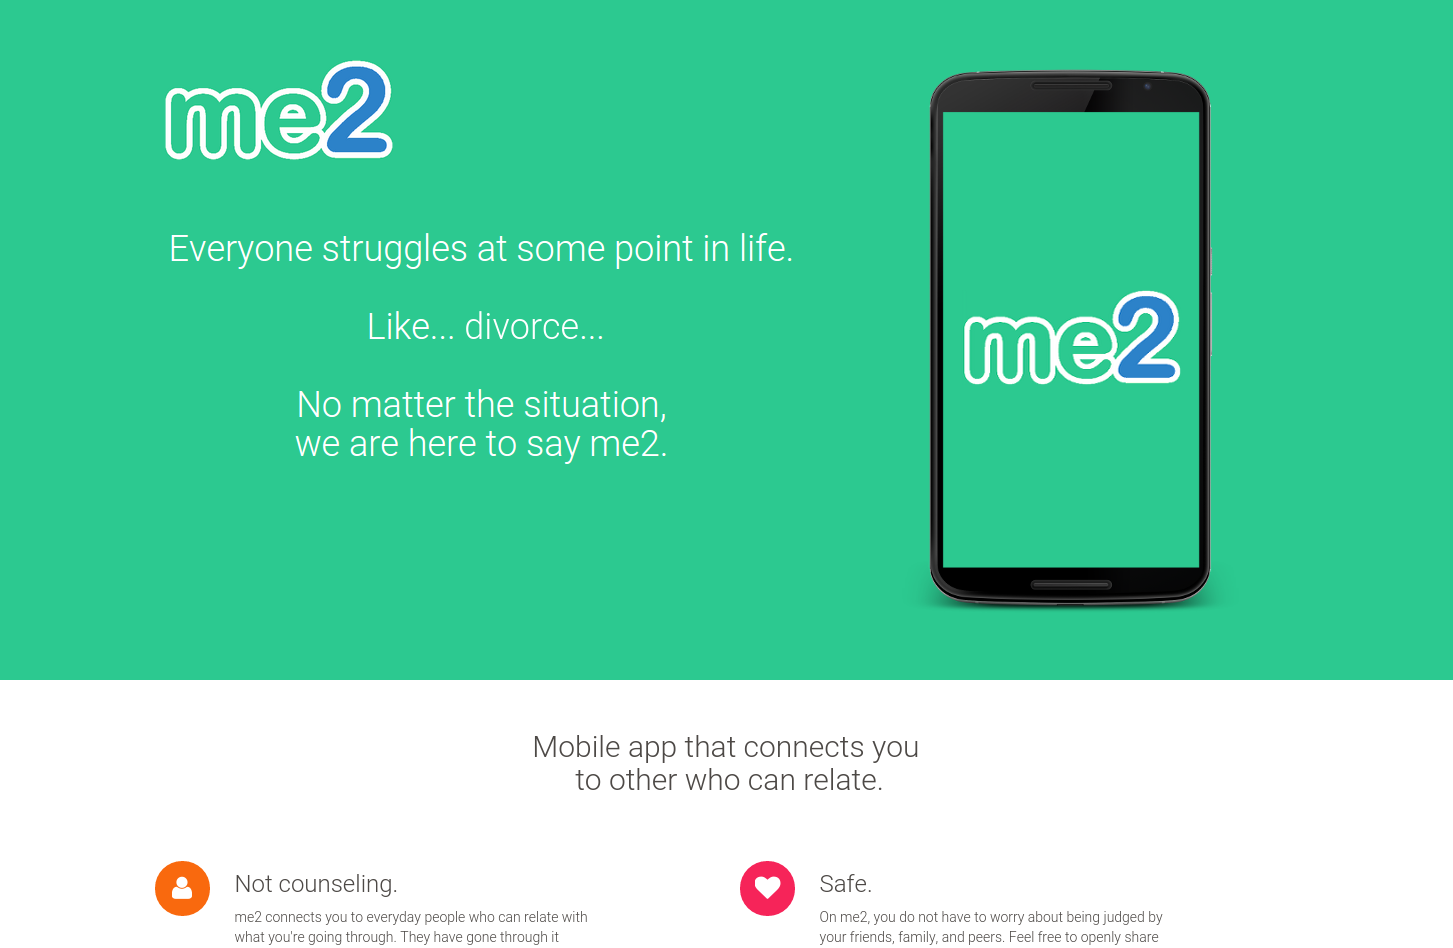 me2
Everyone struggles at some point in life.
Like... divorce...
No matter the situation,
we are here to say me2.
me2
Mobile app that connects you
to other who can relate.
Not counseling.
me2 connects you to everyday people who can relate with
what you're going through. They have gone through it
Safe.
On me2, you do not have to worry about being judged by
your friends, family, and peers. Feel free to openly share